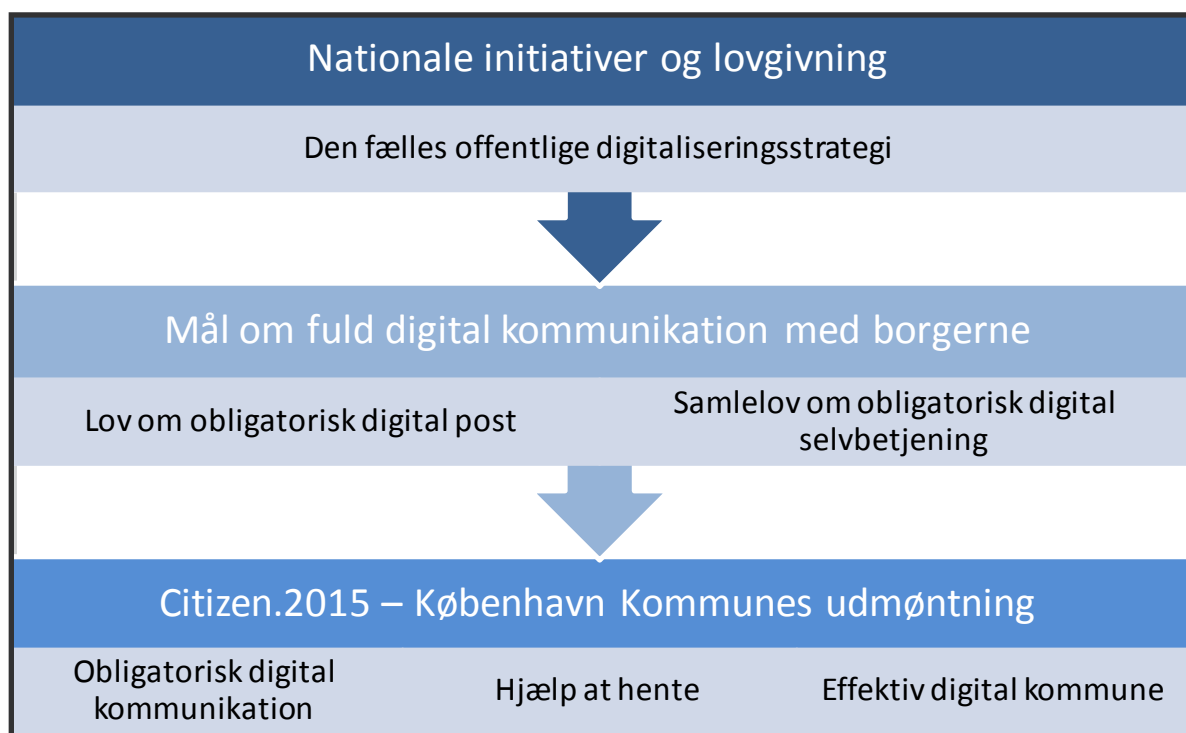 Nationale initiativer og lovgivning
Den fælles offentlige digitaliseringsstrategi
Mål om fuld digital kommunikation med borgerne
Lov om obligatorisk digital post
Samlelov om obligatorisk digital
selvbetjening
Citizen.2015 – København Kommunes udmøntning
Obligatorisk digital
kommunikation
Hjælp at hente
Effektiv digital kommune